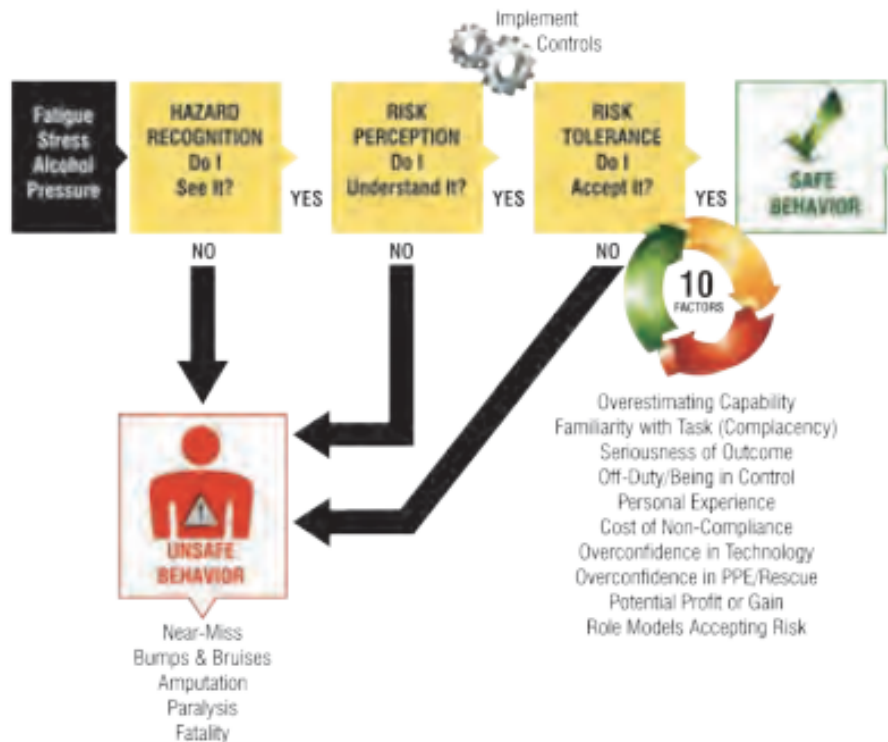 Implement
Controls
Fatigue
Stress
Alcohol
Pressure
HAZARD
RECOGNITION
Do I
See It?
YES
RISK
PERCEPTION
Do I
Understand It?
YES
RISK
TOLERANCE
Do I
Accept It?
YES
SAFE
BEHAVIOR
NO
NO
NO
10
FACTORS
Overestimating Capability
Familiarity with Task (Complacency)
Seriousness of Outcome
Off-Duty/Being in Control
Personal Experience
Cost of Non-Compliance
Overconfidence in Technology
Overconfidence in PPE/Rescue
Potential Profit or Gain
Role Models Accepting Risk
!
UNSAFE
BEHAVIOR
Near-Miss
Bumps & Bruises
Amputation
Paralysis
Fatality